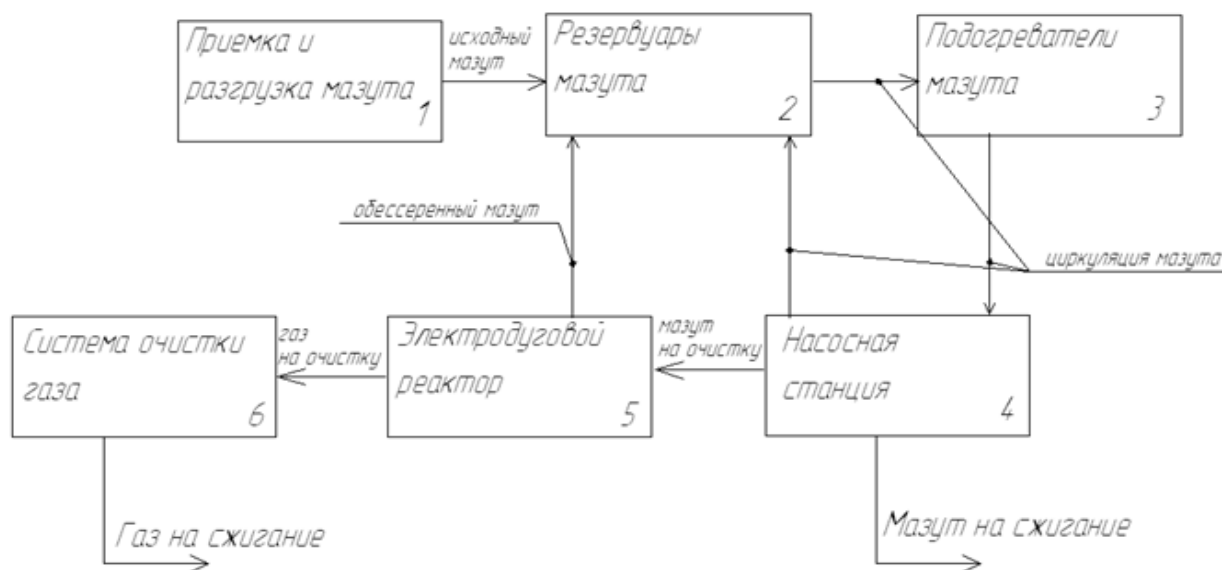 Приемка и
разгрузка мазута
1
исходный
мазут
Резервуары
мазута
2
Подогреватели
мазута
3
обессеренный мазут
циркуляция мазута
Система очистки
газа
6
газ
на очистку
Электродуговой
реактор
5
мазут
на очистку
Насосная
станция
4
Газ на сжигание
Мазут на сжигание